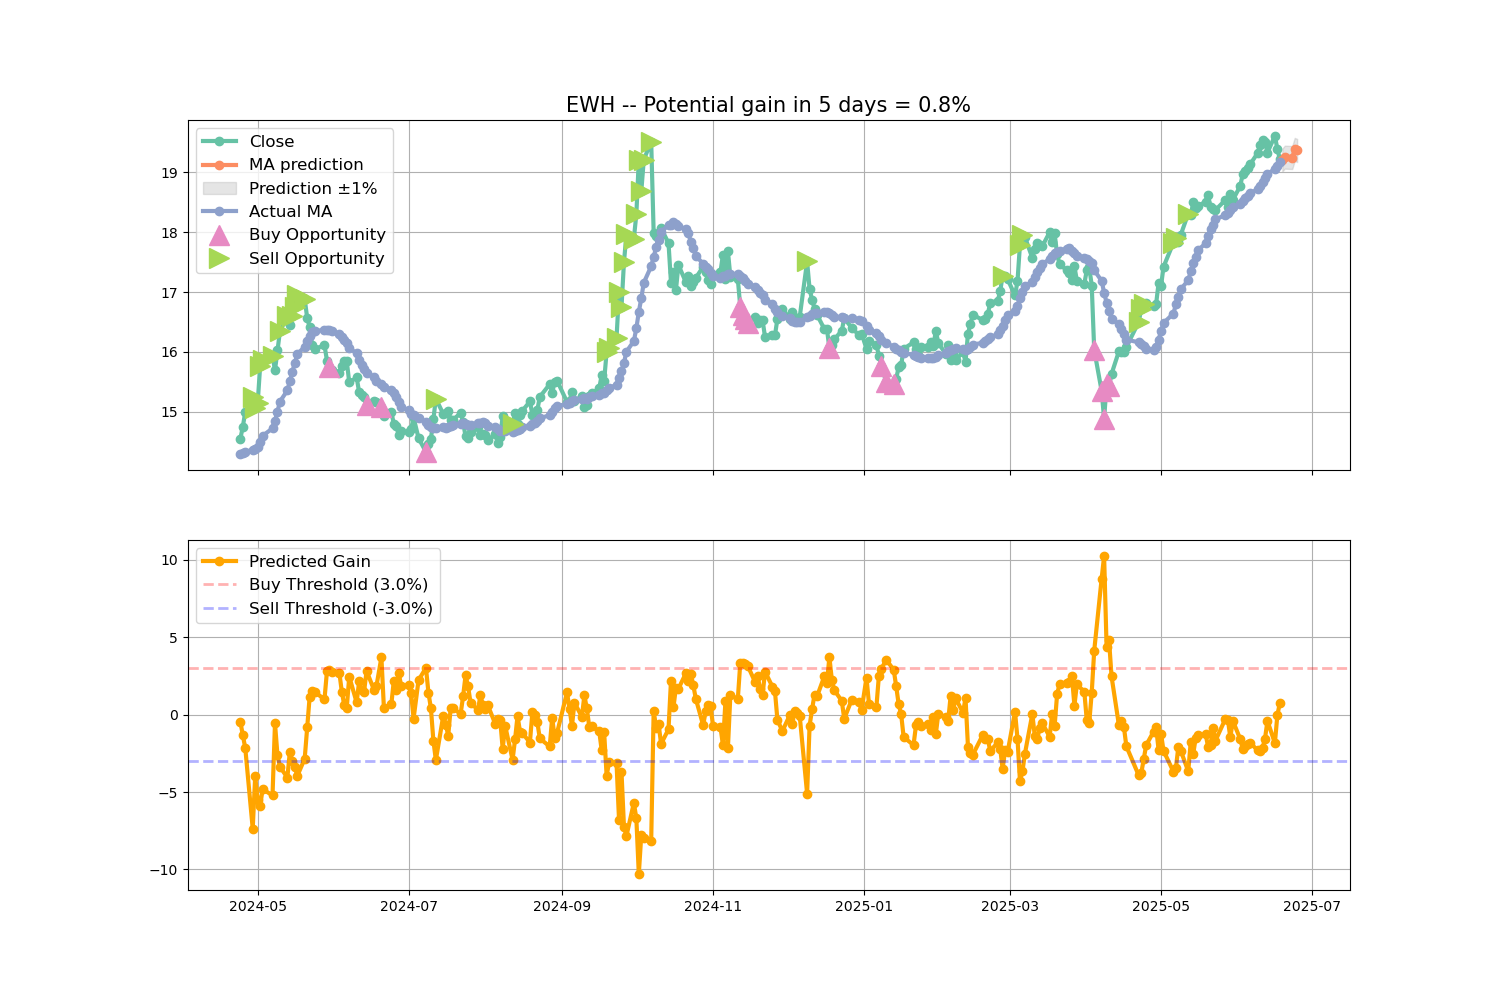 EWH -- Potential gain in 5 days = 0.8%
Close
MA prediction
Prediction ±1%
Actual MA
Buy Opportunity
Sell Opportunity
19
18
17
16
15
Predicted Gain
Buy Threshold (3.0%)
Sell Threshold (-3.0%)
10
5
0
−5
−10
2024-05 2024-07 2024-09 2024-11 2025-01 2025-03 2025-05 2025-07